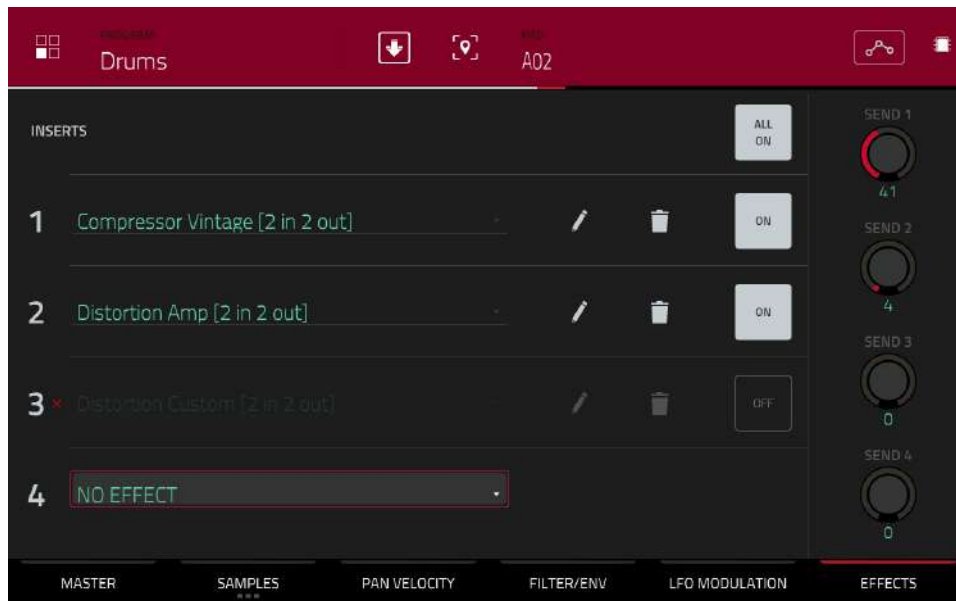 PROGRAM PAD
Drums A02
INSERTS
ALL
ON
SEND 1
41
1 Compressor Vintage [2 in 2 out] ON
SEND 2
4
2 Distortion Amp [2 in 2 out] ON
SEND 3
0
3 × Distortion Custom [2 in 2 out] OFF
SEND 4
0
4 NO EFFECT
MASTER SAMPLES PAN VELOCITY FILTER/ENV LFO MODULATION EFFECTS